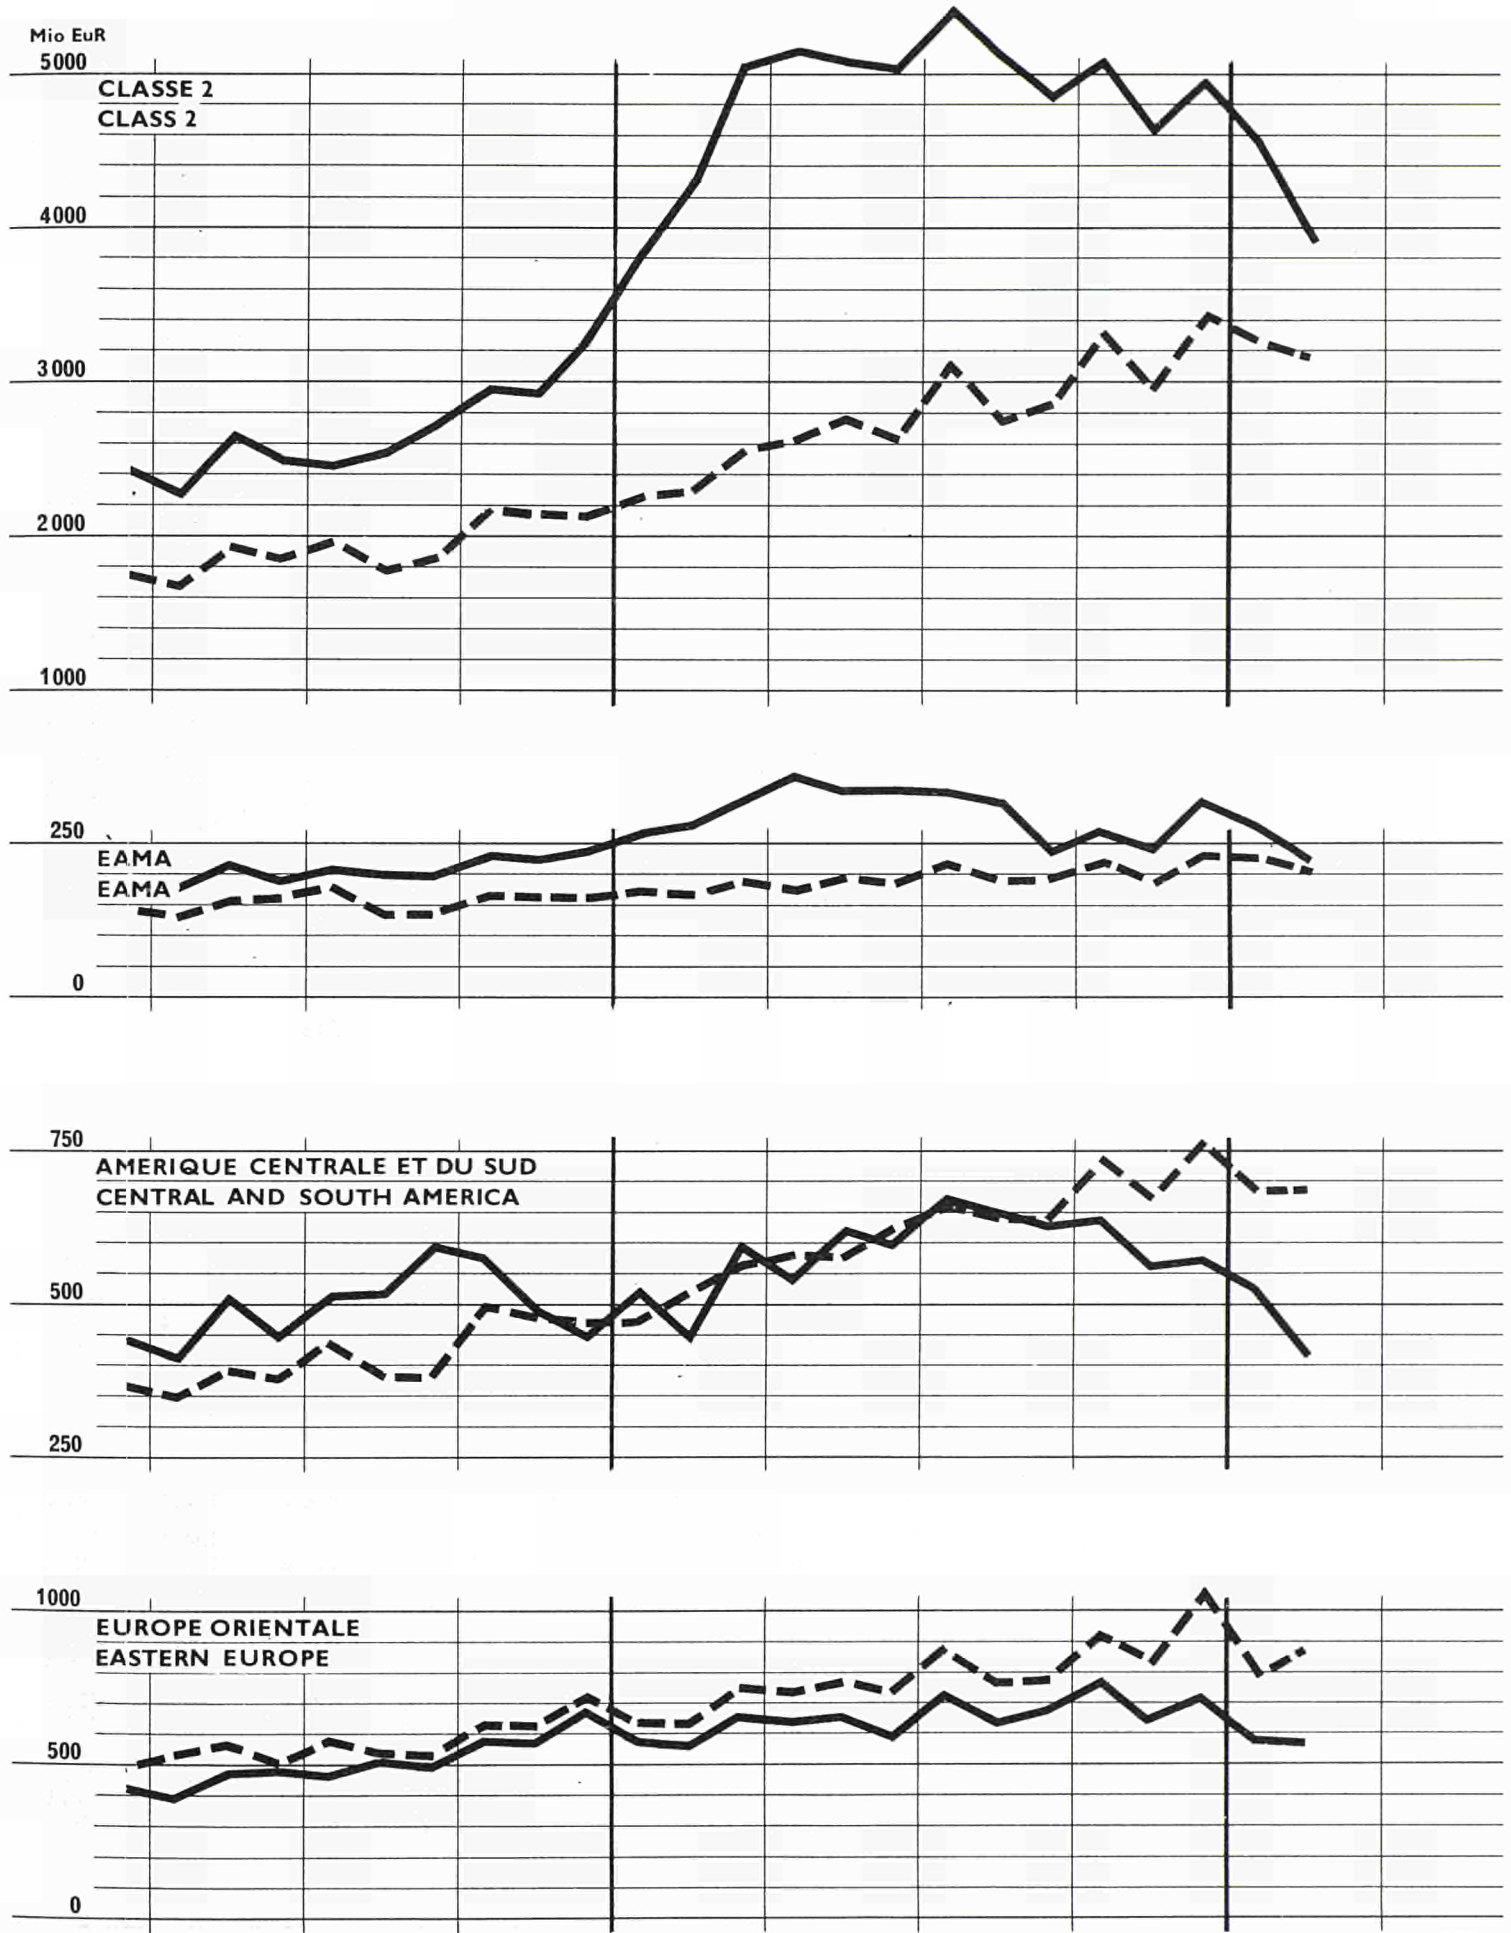 Mio EuR
5000
CLASSE 2
CLASS 2
4000
3000
2000
1000
250
EAMA
EAMA
0
750
AMERIQUE CENTRALE ET DU SUD
CENTRAL AND SOUTH AMERICA
500
250
1000
EUROPE ORIENTALE
EASTERN EUROPE
500
0